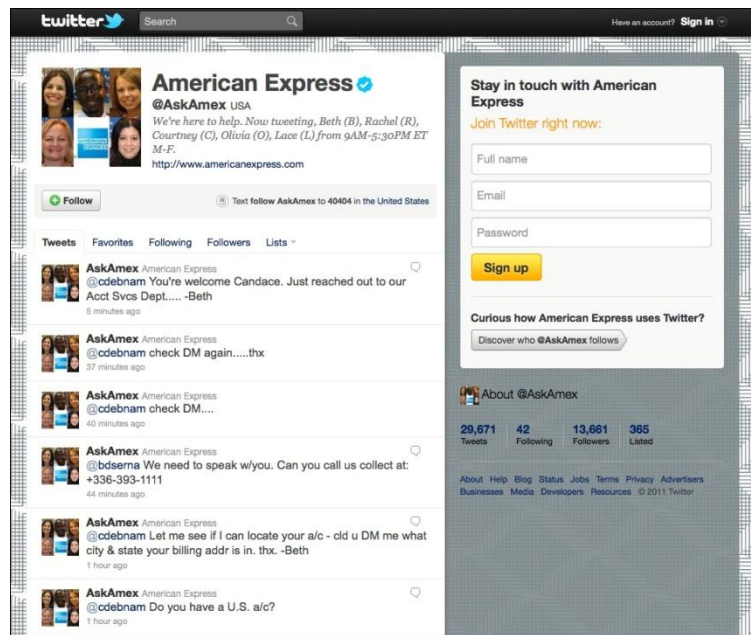 twitter
Search
Have an account? Sign in
American Express
@AskAmex USA
We're here to help. Now tweeting, Beth (B), Rachel (R),
Courtney (C), Olivia (O), Lace (L) from 9AM-5:30PM ET
M-F.
http://www.americanexpress.com
Follow
Text follow AskAmex to 40404 in the United States
Tweets Favorites Following Followers Lists
AskAmex American Express
@cdebnam You're welcome Candace. Just reached out to our
Acct Svcs Dept..... -Beth
5 minutes ago
AskAmex American Express
@cdebnam check DM again.....thx
37 minutes ago
AskAmex American Express
@cdebnam check DM....
40 minutes ago
AskAmex American Express
@bdserna We need to speak w/you. Can you call us collect at:
+336-393-1111
44 minutes ago
AskAmex American Express
@cdebnam Let me see if I can locate your a/c - cld u DM me what
city & state your billing addr is in. thx. -Beth
1 hour ago
AskAmex American Express
@cdebnam Do you have a U.S. a/c?
1 hour ago
Stay in touch with American
Express
Join Twitter right now:
Full name
Email
Password
Sign up
Curious how American Express uses Twitter?
Discover who @AskAmex follows
About @AskAmex
29,671 42 13,661 365
Tweets Following Followers Listed
About Help Blog Status Jobs Terms Privacy Advertisers
Businesses Media Developers Resources © 2011 Twitter